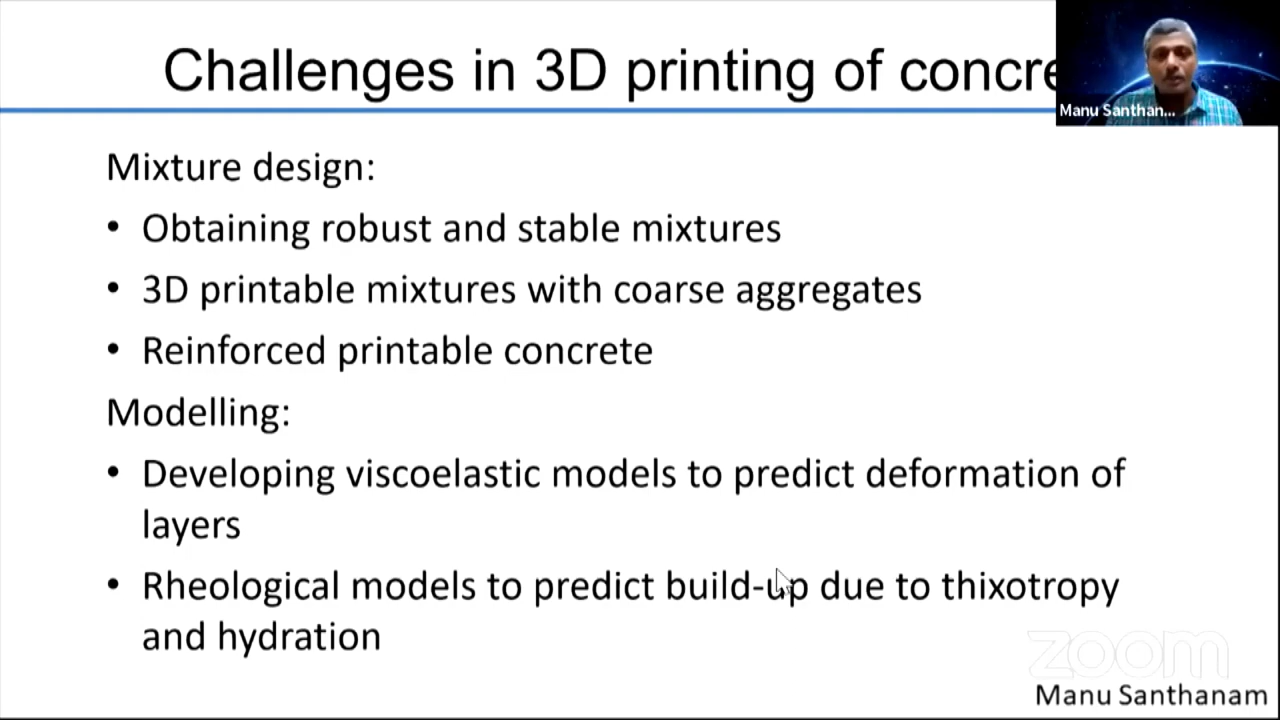 Challenges in 3D printing of concre
Manu Santhan...
Mixture design:
• Obtaining robust and stable mixtures
• 3D printable mixtures with coarse aggregates
• Reinforced printable concrete
Modelling:
• Developing viscoelastic models to predict deformation of
layers
• Rheological models to predict build-up due to thixotropy
and hydration
zoom
Manu Santhanam